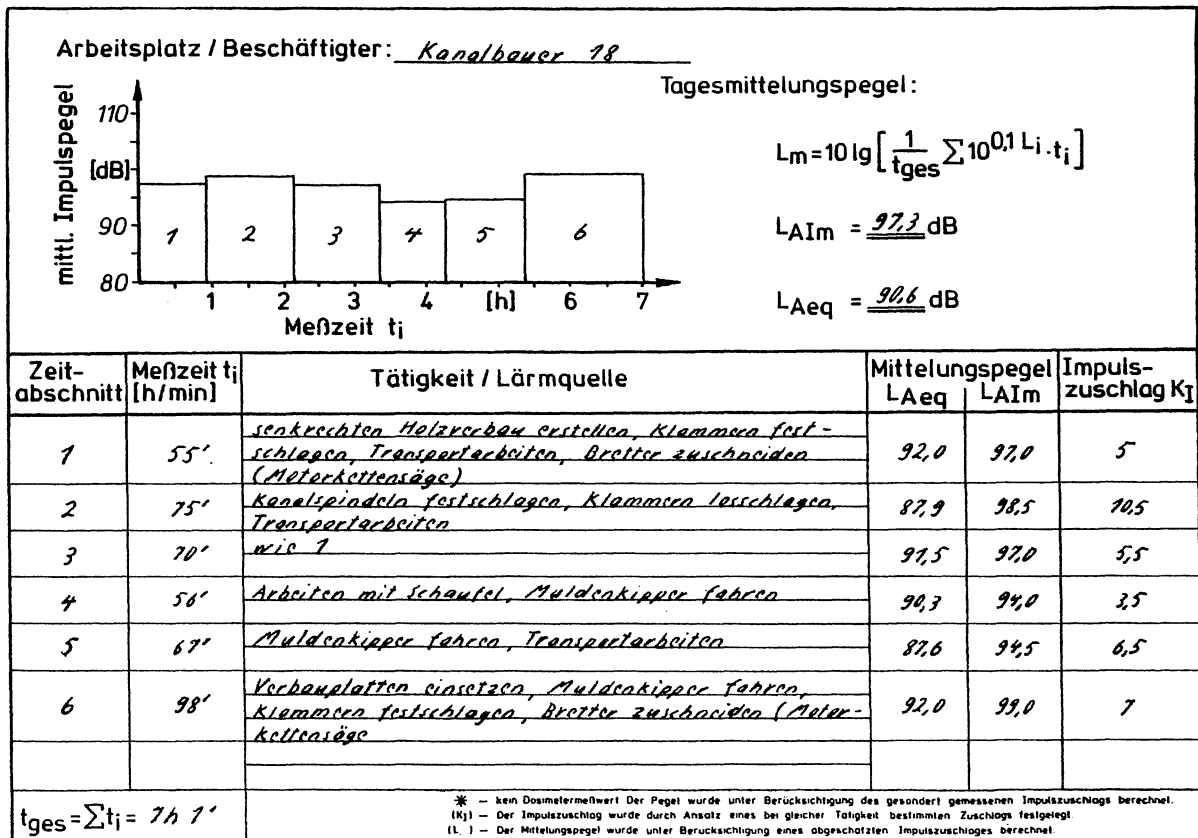 Arbeitsplatz / Beschäftigter: Kanalbauer 18
mittl. Impulspegel [dB]
110
90
80
1 2 3 4 5 6
1 2 3 4 [h] 6 7
Meßzeit ti
Tagesmittelungspegel:
Lm = 10 lg [ 1/tges ∑ 10^0,1 Li · ti ]
LAIm = 97,3 dB
LAeq = 90,6 dB
Zeitabschnitt | Meßzeit ti [h/min] | Tätigkeit / Lärmquelle | Mittelungspegel LAeq | LAIm | Impulszuschlag KI
senkrechten Holzverbau erstellen, Klammern fest-
1 55' schlagen, Transportarbeiten, Bretter zuschneiden 92,0 97,0 5
(Motorkettensäge)
2 75' Kanalspindeln festschlagen, Klammern losschlagen, 87,9 98,5 10,5
Transportarbeiten
3 70' wie 1 91,5 97,0 5,5
4 56' Arbeiten mit Schaufel, Muldenkipper fahren 90,3 94,0 3,5
5 67' Muldenkipper fahren, Transportarbeiten 87,6 94,5 6,5
Verbauplatten einsetzen, Muldenkipper fahren,
6 98' Klammern festschlagen, Bretter zuschneiden (Motor- 92,0 99,0 7
kettensäge
tges = ∑ti = 7h 1'
* – kein Dosimetermeßwert Der Pegel wurde unter Berücksichtigung des gesondert gemessenen Impulszuschlags berechnet.
(KI) – Der Impulszuschlag wurde durch Ansatz eines bei gleicher Tätigkeit bestimmten Zuschlags festgelegt.
(L ) – Der Mittelungspegel wurde unter Berücksichtigung eines abgeschätzten Impulszuschlages berechnet.